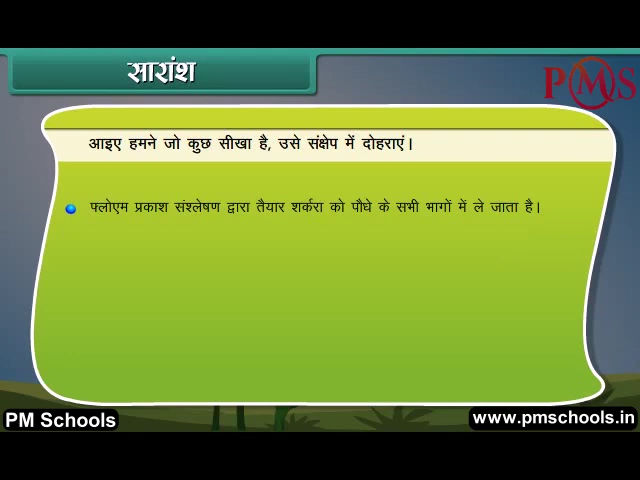 सारांश
PMS
आइए हमने जो कुछ सीखा है, उसे संक्षेप में दोहराएं।
फ्लोएम प्रकाश संश्लेषण द्वारा तैयार शर्करा को पौधे के सभी भागों में ले जाता है।
PM Schools
www.pmschools.in